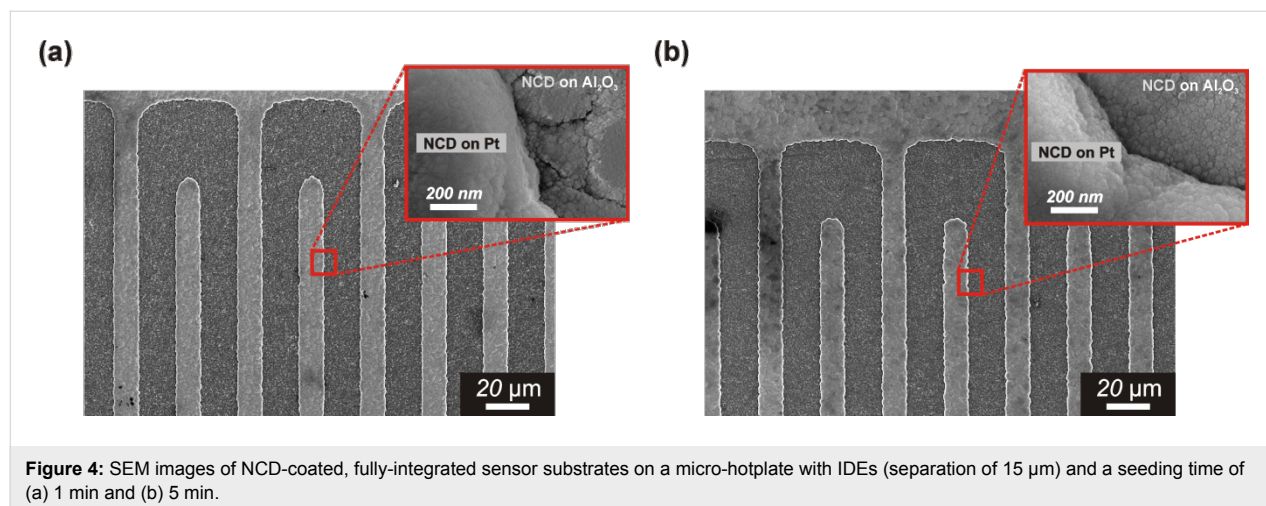 (a)
NCD on Al₂O₃
NCD on Pt
200 nm
20 µm
(b)
NCD on Al₂O₃
NCD on Pt
200 nm
20 µm
Figure 4: SEM images of NCD-coated, fully-integrated sensor substrates on a micro-hotplate with IDEs (separation of 15 µm) and a seeding time of
(a) 1 min and (b) 5 min.